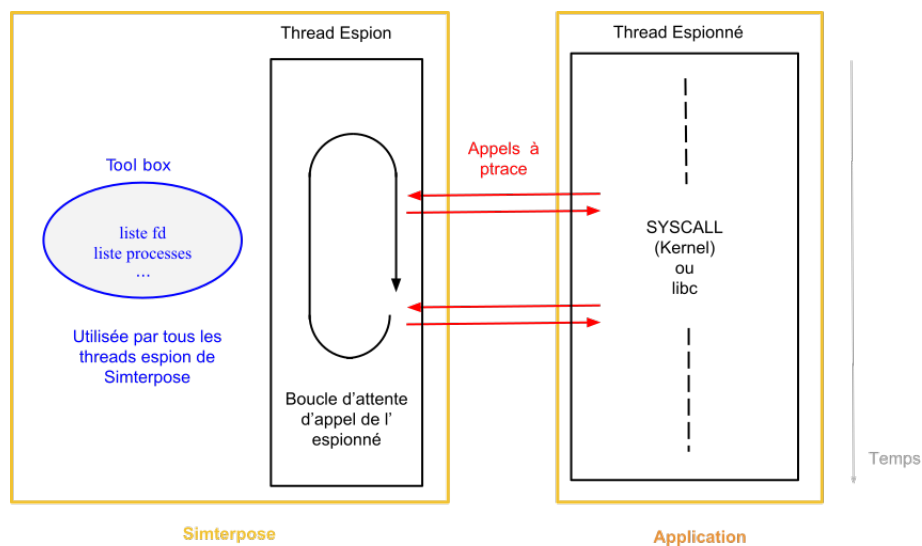 Thread Espion
Thread Espionné
Appels à
ptrace
Tool box
liste fd
liste processes
...
SYSCALL
(Kernel)
ou
libc
Utilisée par tous les
threads espion de
Simterpose
Boucle d’attente
d’appel de l’
espionné
Temps
Simterpose
Application